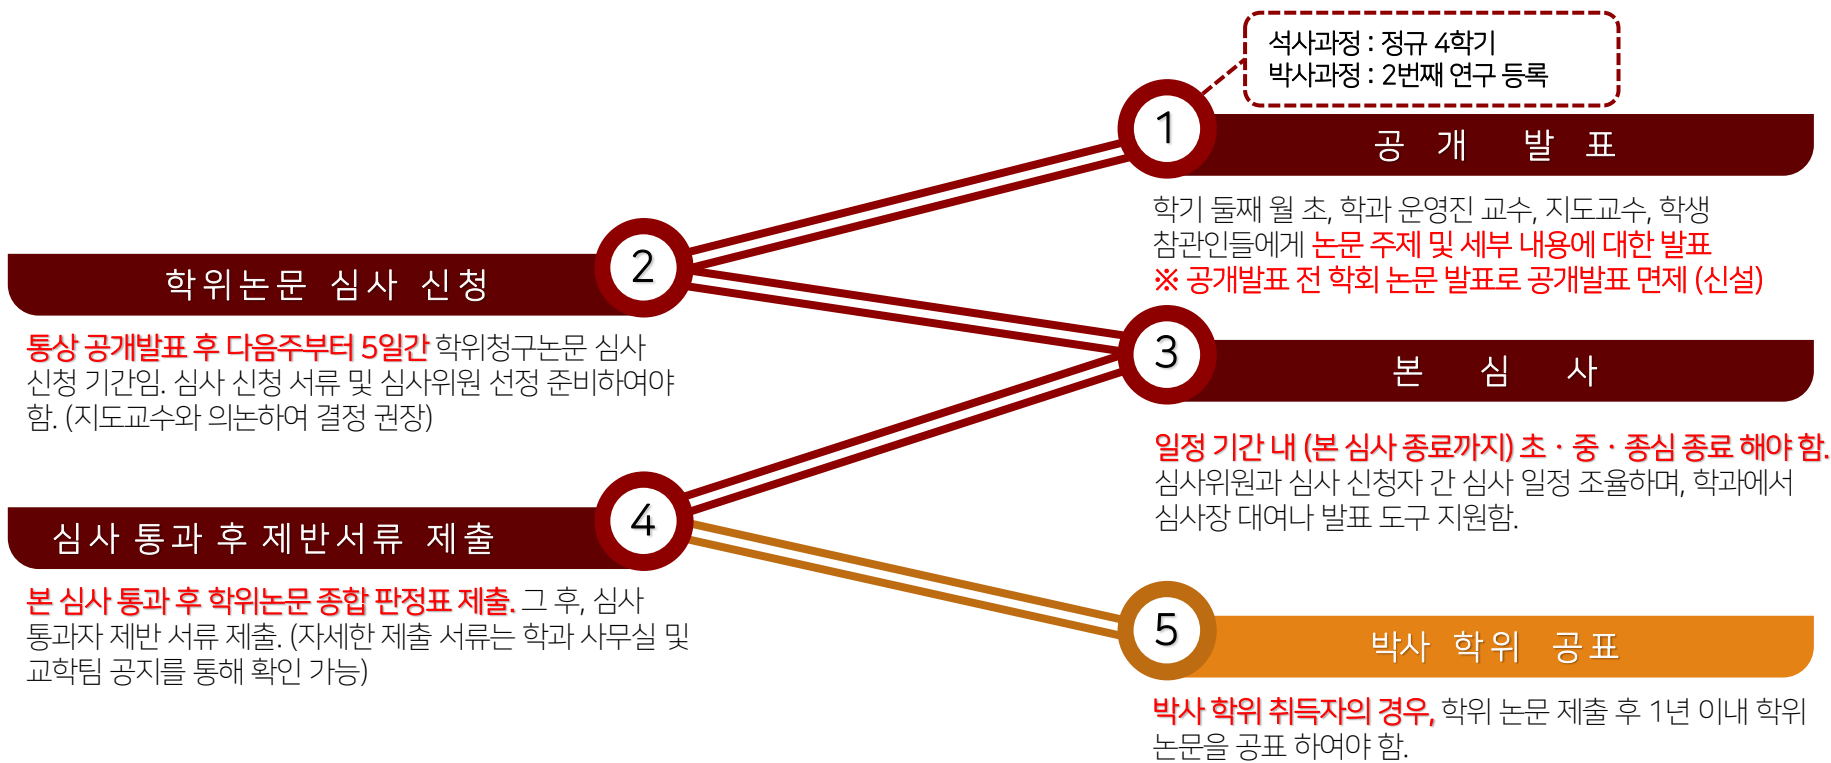 석사과정 : 정규 4학기
박사과정 : 2번째 연구 등록
1
공 개 발 표
학기 둘째 월 초, 학과 운영진 교수, 지도교수, 학생
참관인들에게 논문 주제 및 세부 내용에 대한 발표
※ 공개발표 전 학회 논문 발표로 공개발표 면제 (신설)
2
학위논문 심사 신청
통상 공개발표 후 다음주부터 5일간 학위청구논문 심사
신청 기간임. 심사 신청 서류 및 심사위원 선정 준비하여야
함. (지도교수와 의논하여 결정 권장)
3
본 심 사
일정 기간 내 (본 심사 종료까지) 초 · 중 · 종심 종료 해야 함.
심사위원과 심사 신청자 간 심사 일정 조율하며, 학과에서
심사장 대여나 발표 도구 지원함.
4
심사 통과 후 제반서류 제출
본 심사 통과 후 학위논문 종합 판정표 제출. 그 후, 심사
통과자 제반 서류 제출. (자세한 제출 서류는 학과 사무실 및
교학팀 공지를 통해 확인 가능)
5
박사 학위 공표
박사 학위 취득자의 경우, 학위 논문 제출 후 1년 이내 학위
논문을 공표 하여야 함.